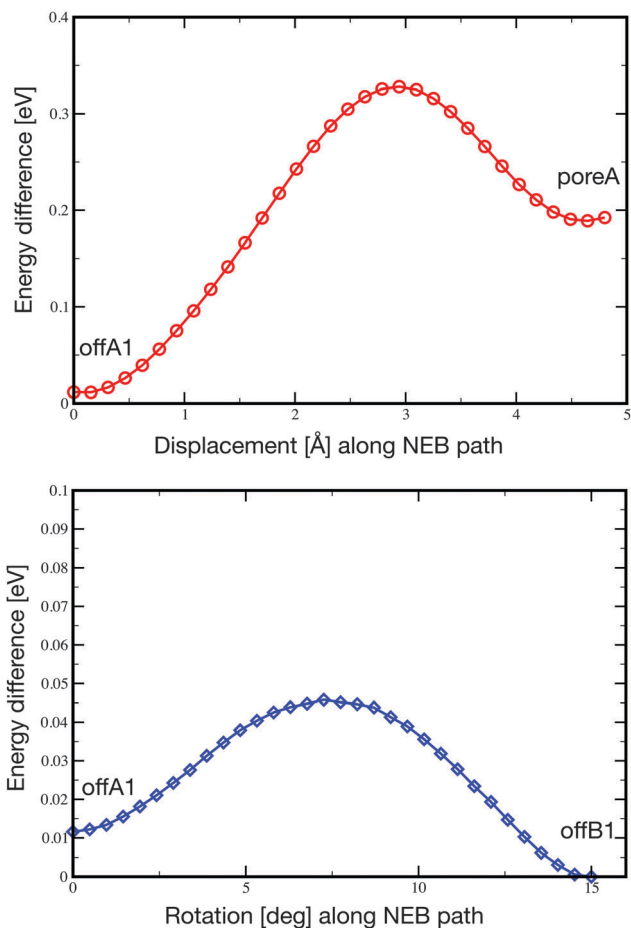 0.4
0.3
0.2
0.1
0
Energy difference [eV]
offA1
poreA
0 1 2 3 4 5
Displacement [Å] along NEB path
0.1
0.09
0.08
0.07
0.06
0.05
0.04
0.03
0.02
0.01
0
Energy difference [eV]
offA1
offB1
0 5 10 15
Rotation [deg] along NEB path